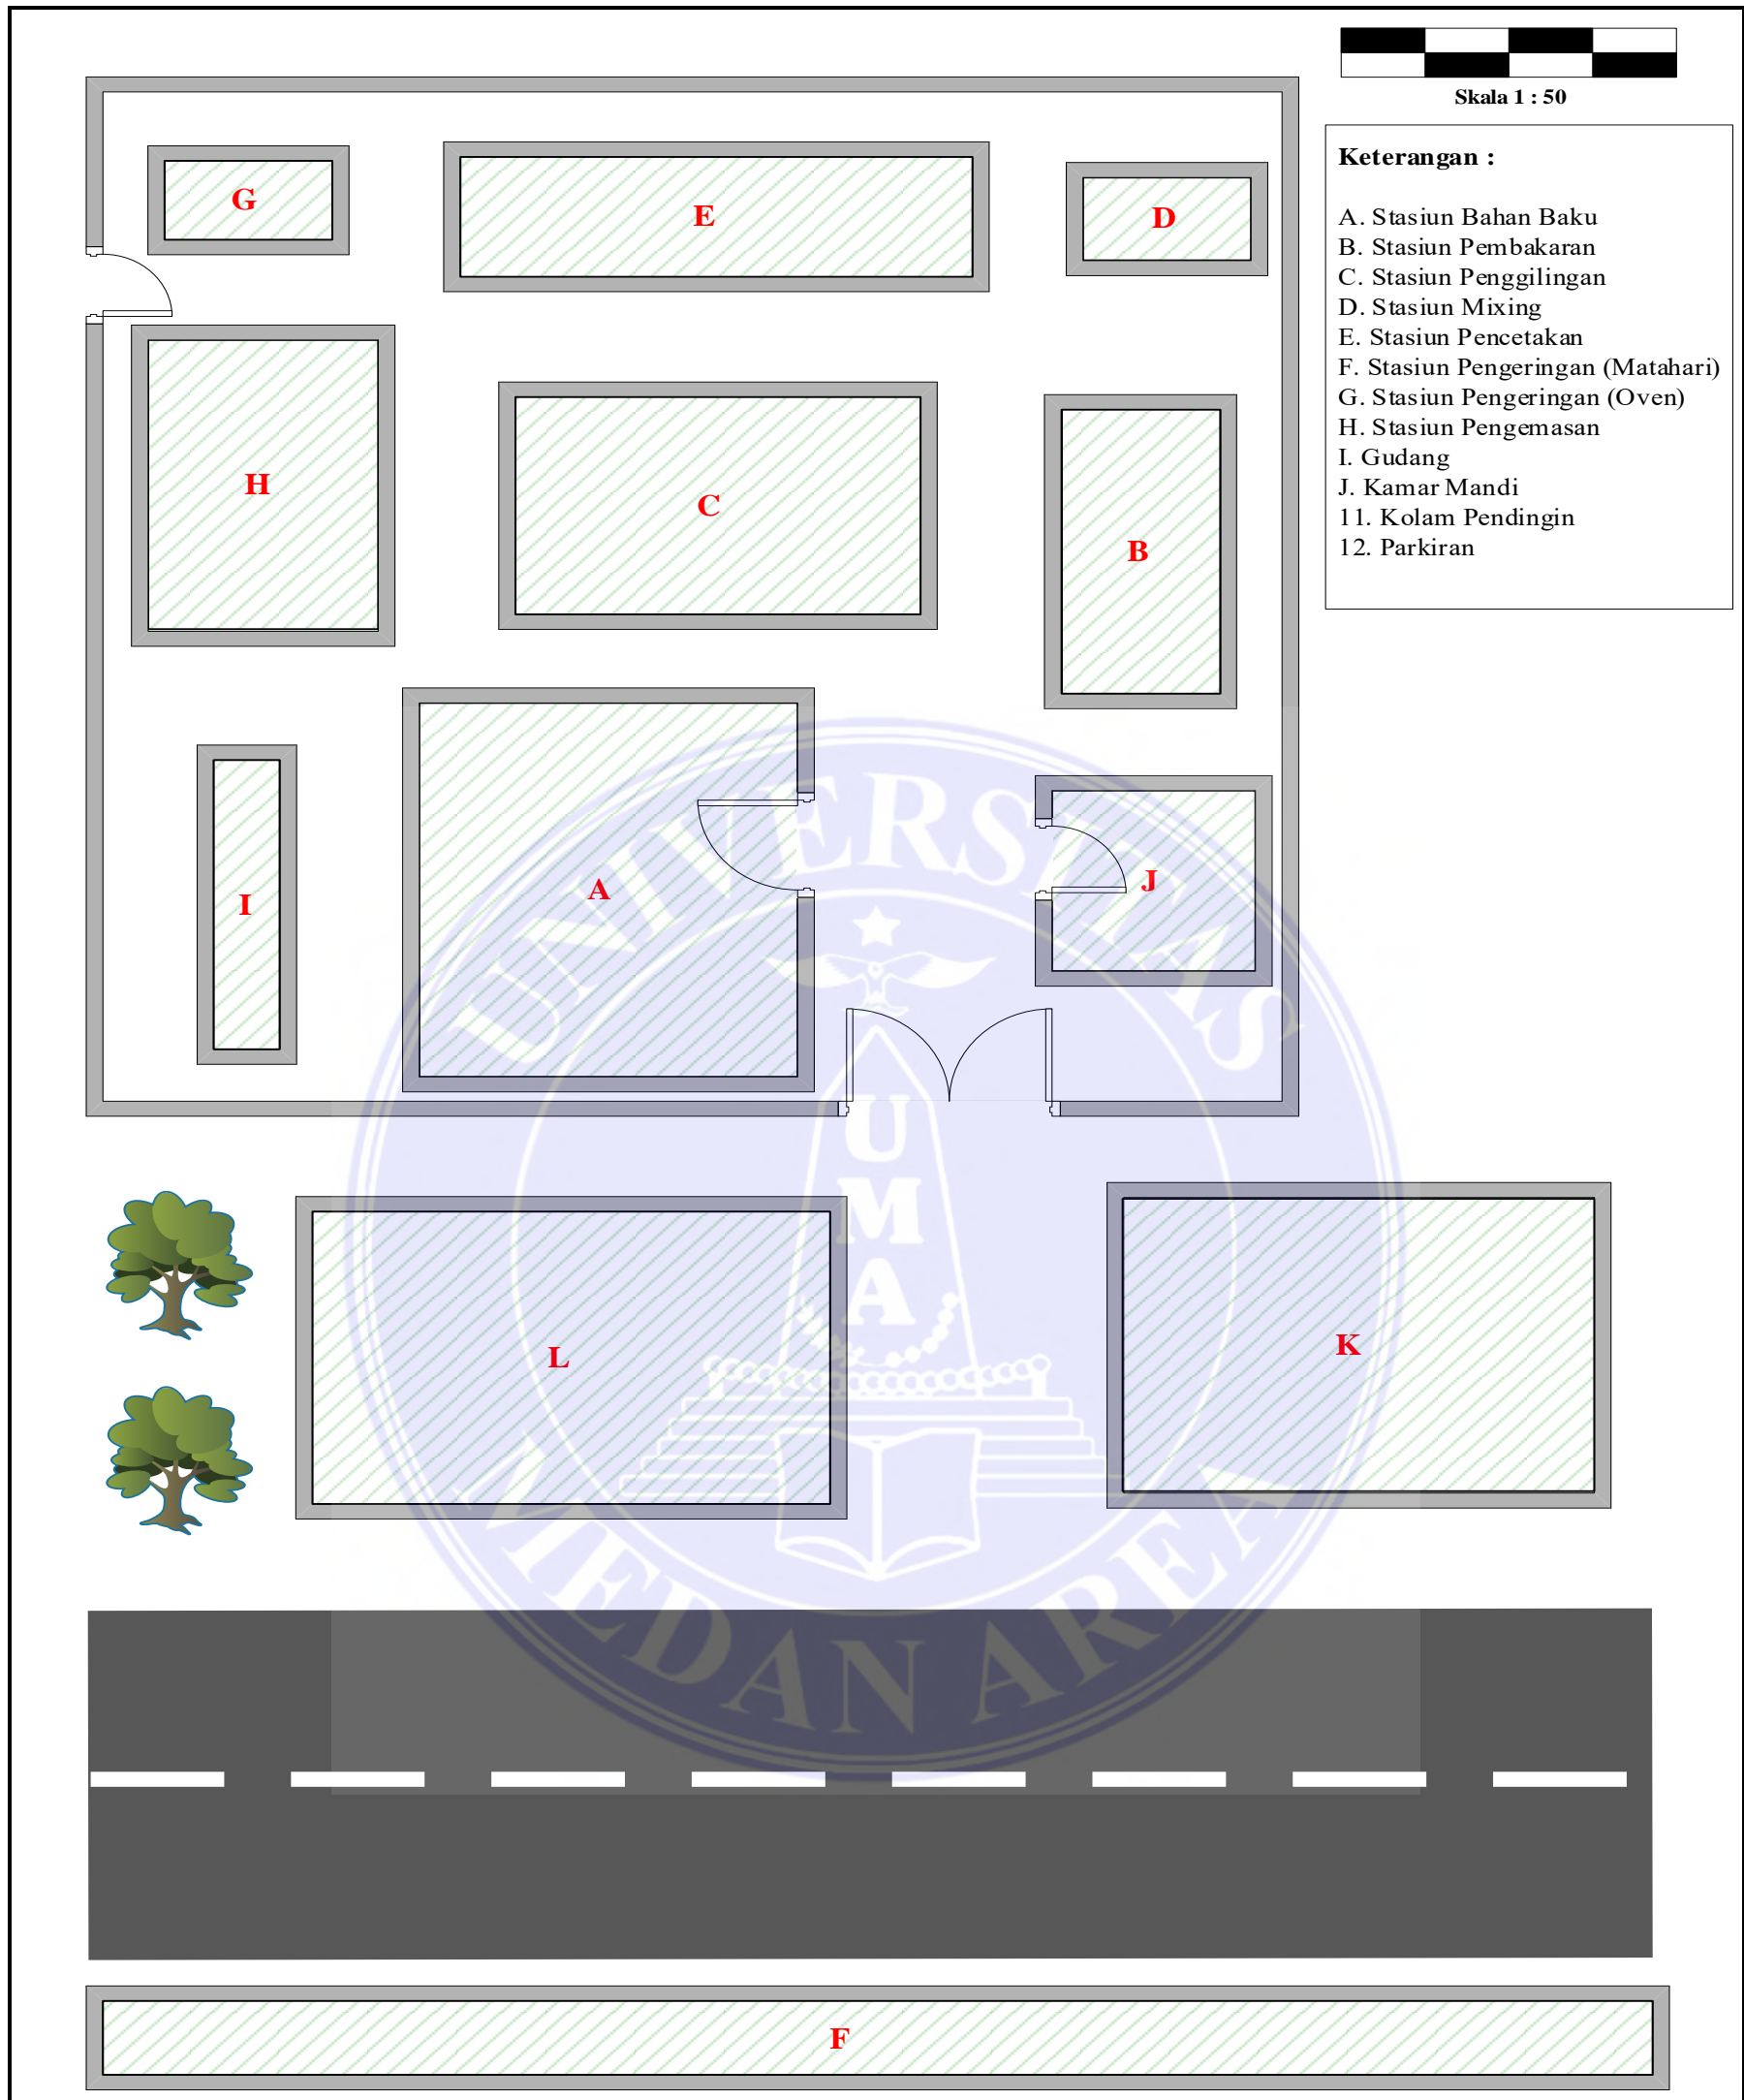 Skala 1 : 50
Keterangan :
A. Stasiun Bahan Baku
B. Stasiun Pembakaran
C. Stasiun Penggilingan
D. Stasiun Mixing
E. Stasiun Pencetakan
F. Stasiun Pengeringan (Matahari)
G. Stasiun Pengeringan (Oven)
H. Stasiun Pengemasan
I. Gudang
J. Kamar Mandi
11. Kolam Pendingin
12. Parkiran
G
E
D
H
C
B
I
A
J
L
K
F
UNIVERSITAS
UMA
MEDAN AREA